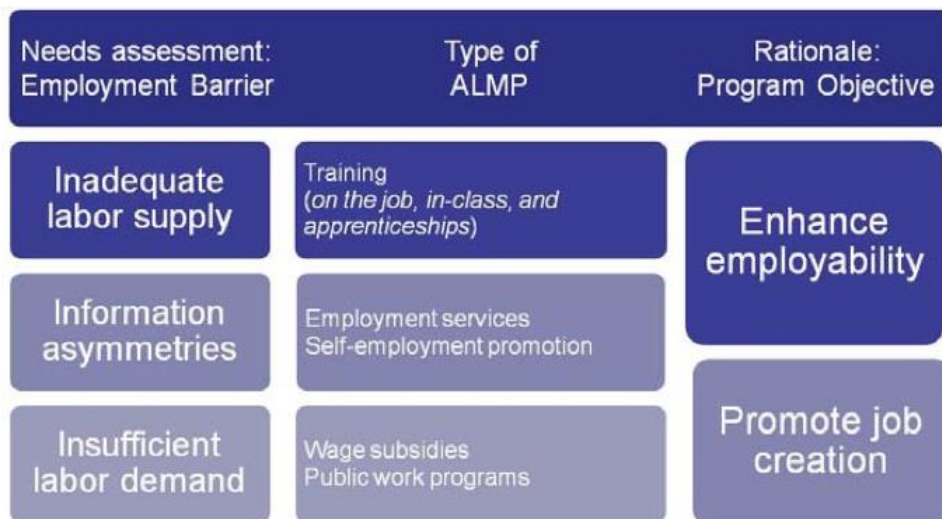 Needs assessment:
Employment Barrier
Type of
ALMP
Rationale:
Program Objective
Inadequate
labor supply
Training
(on the job, in-class, and
apprenticeships)
Enhance
employability
Information
asymmetries
Employment services
Self-employment promotion
Insufficient
labor demand
Wage subsidies
Public work programs
Promote job
creation